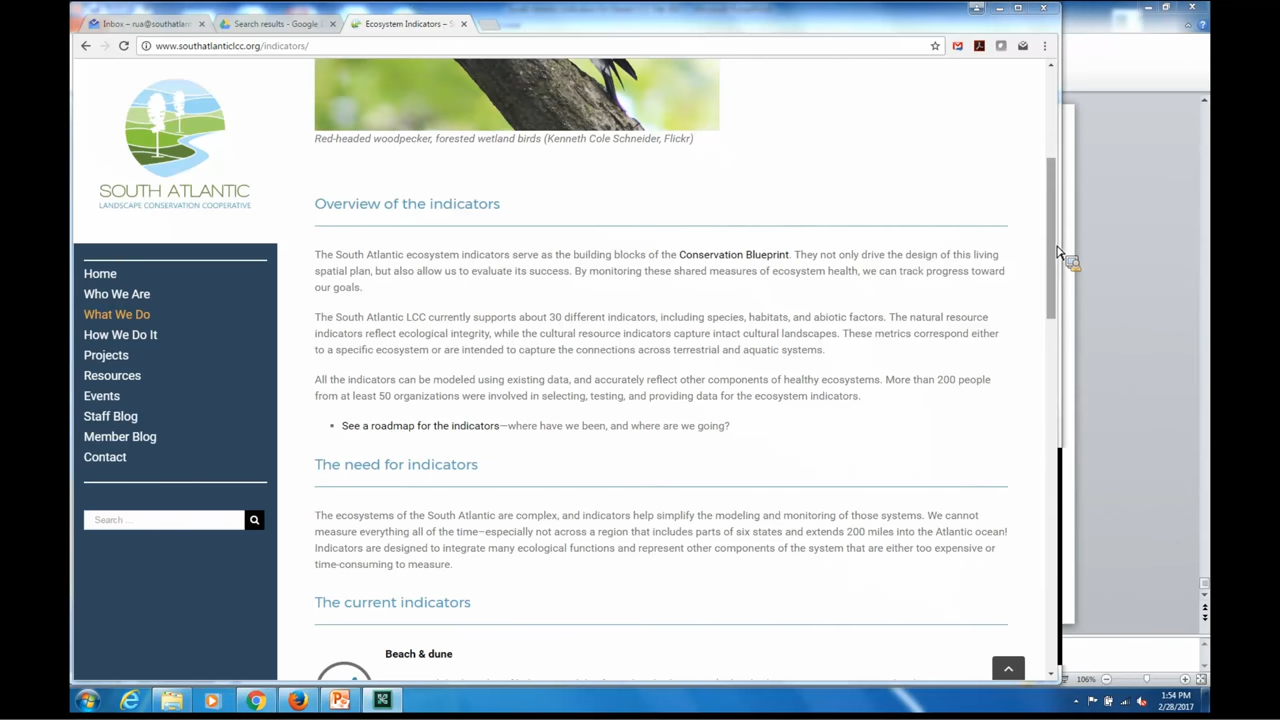 Inbox – rua@southatlant
Search results - Google
Ecosystem Indicators – S
www.southatlanticlcc.org/indicators/
Red-headed woodpecker, forested wetland birds (Kenneth Cole Schneider, Flickr)
SOUTH ATLANTIC
LANDSCAPE CONSERVATION COOPERATIVE
Home
Who We Are
What We Do
How We Do It
Projects
Resources
Events
Staff Blog
Member Blog
Contact
Search ...
Overview of the indicators
The South Atlantic ecosystem indicators serve as the building blocks of the Conservation Blueprint. They not only drive the design of this living
spatial plan, but also allow us to evaluate its success. By monitoring these shared measures of ecosystem health, we can track progress toward
our goals.
The South Atlantic LCC currently supports about 30 different indicators, including species, habitats, and abiotic factors. The natural resource
indicators reflect ecological integrity, while the cultural resource indicators capture intact cultural landscapes. These metrics correspond either
to a specific ecosystem or are intended to capture the connections across terrestrial and aquatic systems.
All the indicators can be modeled using existing data, and accurately reflect other components of healthy ecosystems. More than 200 people
from at least 50 organizations were involved in selecting, testing, and providing data for the ecosystem indicators.
• See a roadmap for the indicators—where have we been, and where are we going?
The need for indicators
The ecosystems of the South Atlantic are complex, and indicators help simplify the modeling and monitoring of those systems. We cannot
measure everything all of the time—especially not across a region that includes parts of six states and extends 200 miles into the Atlantic ocean!
Indicators are designed to integrate many ecological functions and represent other components of the system that are either too expensive or
time-consuming to measure.
The current indicators
Beach & dune
106%
1:54 PM
2/28/2017